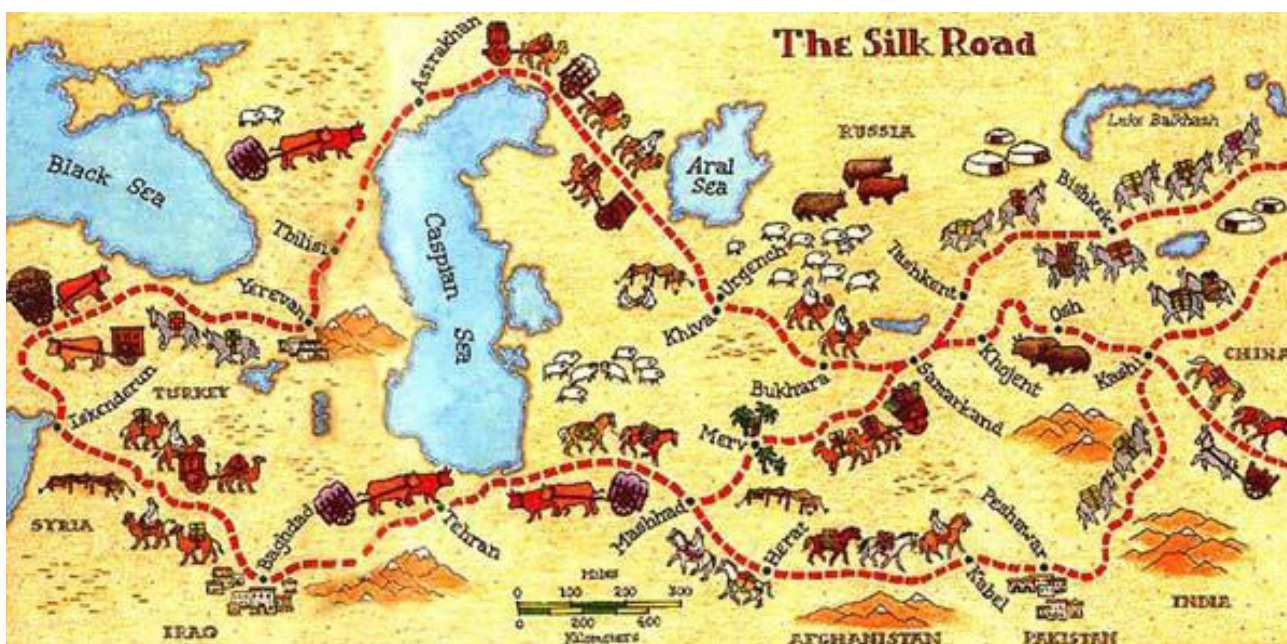 The Silk Road
Astrakhan
Black Sea
Lake Balkhash
RUSSIA
Aral Sea
Bishkek
Tbilisi
Caspian Sea
Urgench
Tashkent
Yerevan
Khiva
Osh
CHINA
TURKEY
Iskenderun
Bukhara
Samarkand
Khojent
Kashi
Merv
SYRIA
Baghdad
Tehran
Mashhad
Herat
Peshawar
Kabel
Miles
0 100 200 300
0 200 400
Kilometers
IRAQ
AFGHANISTAN
PAKISTAN
INDIA